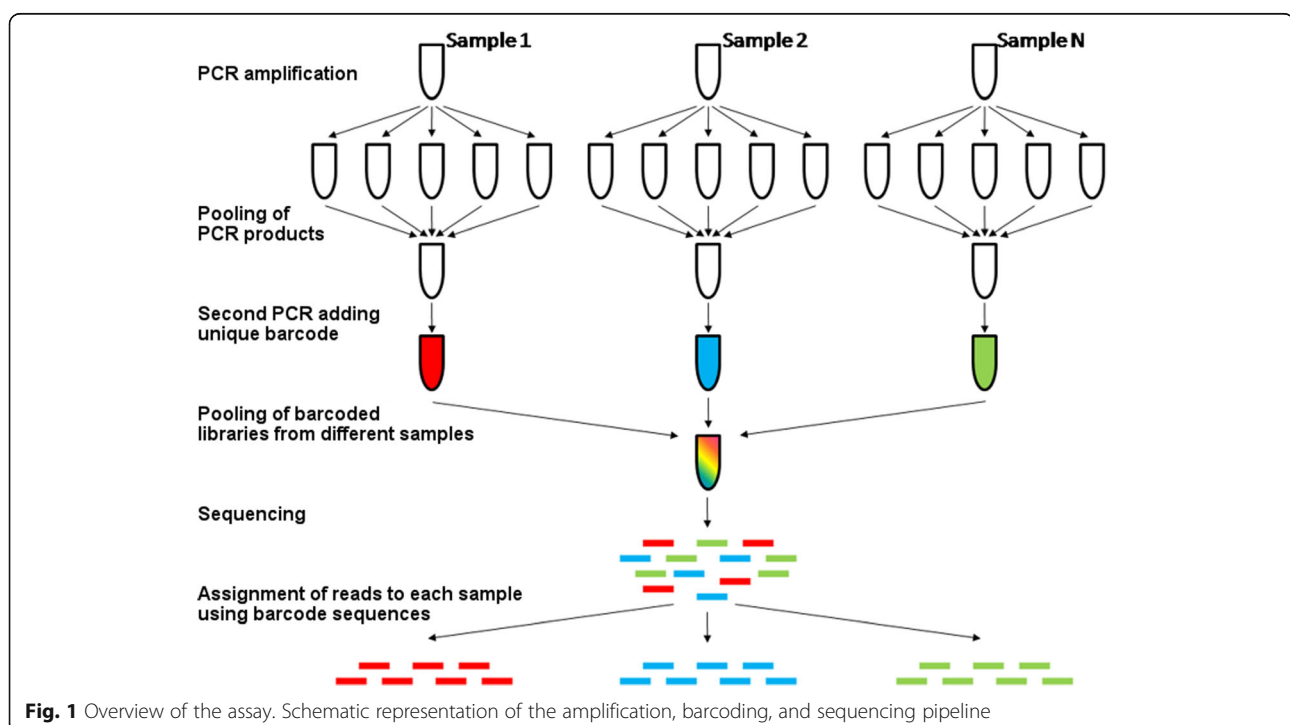 Sample 1 Sample 2 Sample N
PCR amplification
Pooling of
PCR products
Second PCR adding
unique barcode
Pooling of barcoded
libraries from different samples
Sequencing
Assignment of reads to each sample
using barcode sequences
Fig. 1 Overview of the assay. Schematic representation of the amplification, barcoding, and sequencing pipeline